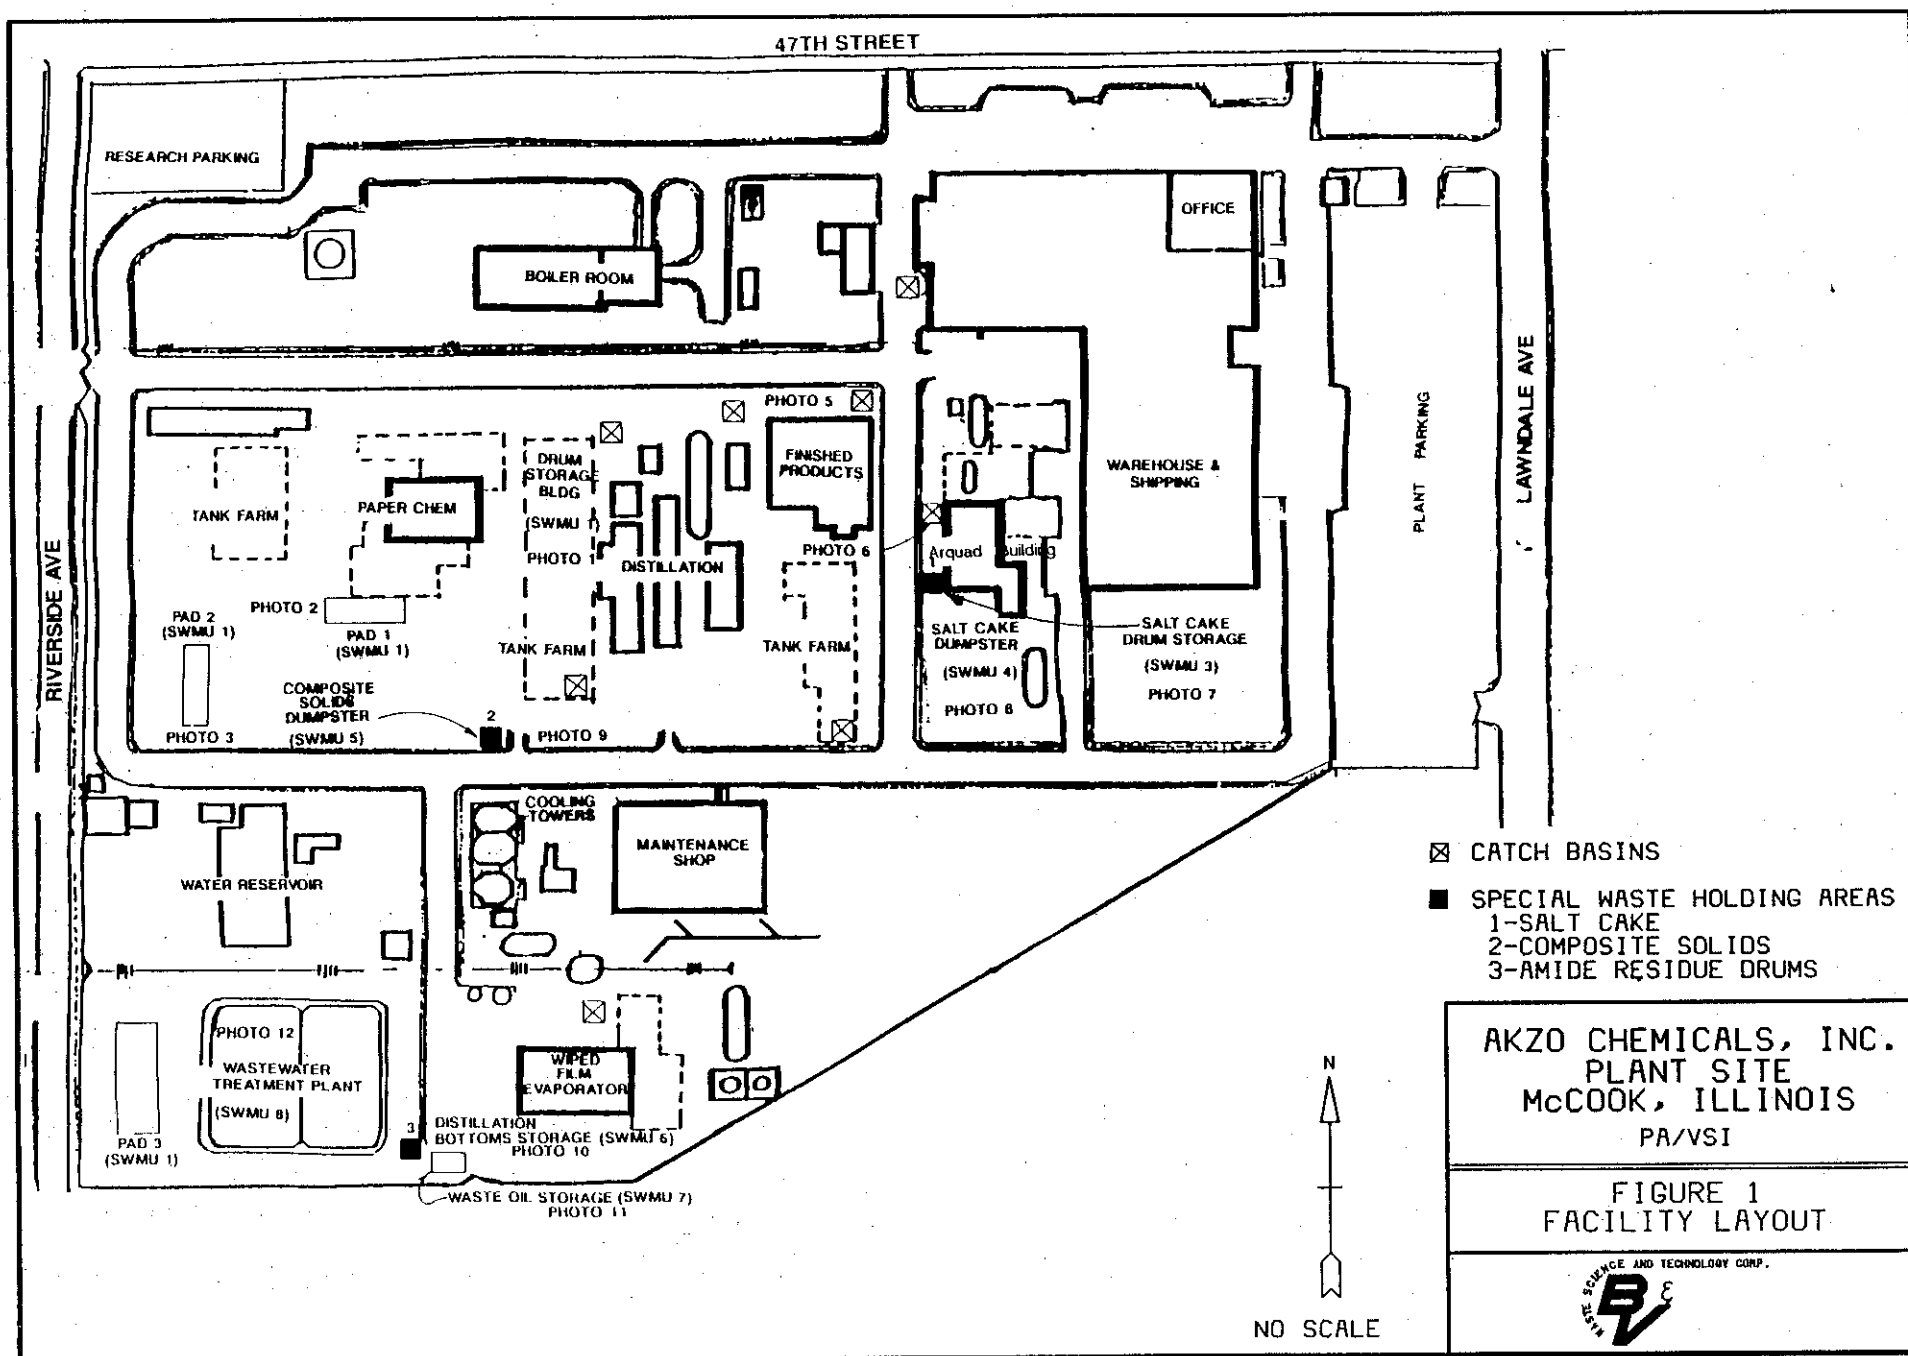 47TH STREET
RESEARCH PARKING
OFFICE
BOILER ROOM
RIVERSIDE AVE
LAWNDALE AVE
PLANT PARKING
PHOTO 5
FINISHED
PRODUCTS
DRUM
STORAGE
BLDG
(SWMU 1)
PHOTO 1
TANK FARM
PAPER CHEM
DISTILLATION
PHOTO 6
Arquad Building
1
WAREHOUSE &
SHIPPING
PHOTO 2
PAD 2
(SWMU 1)
PAD 1
(SWMU 1)
TANK FARM
TANK FARM
SALT CAKE
DUMPSTER
(SWMU 4)
PHOTO 8
SALT CAKE
DRUM STORAGE
(SWMU 3)
PHOTO 7
COMPOSITE
SOLIDS
DUMPSTER
(SWMU 5)
2
PHOTO 3
PHOTO 9
COOLING
TOWERS
MAINTENANCE
SHOP
WATER RESERVOIR
PHOTO 12
WASTEWATER
TREATMENT PLANT
(SWMU 8)
WIPED
FILM
EVAPORATOR
PAD 3
(SWMU 1)
3
DISTILLATION
BOTTOMS STORAGE (SWMU 6)
PHOTO 10
WASTE OIL STORAGE (SWMU 7)
PHOTO 11
CATCH BASINS
SPECIAL WASTE HOLDING AREAS
1-SALT CAKE
2-COMPOSITE SOLIDS
3-AMIDE RESIDUE DRUMS
N
NO SCALE
AKZO CHEMICALS, INC.
PLANT SITE
McCOOK, ILLINOIS
PA/VSI
FIGURE 1
FACILITY LAYOUT
WASTE SCIENCE AND TECHNOLOGY CORP.
B&V